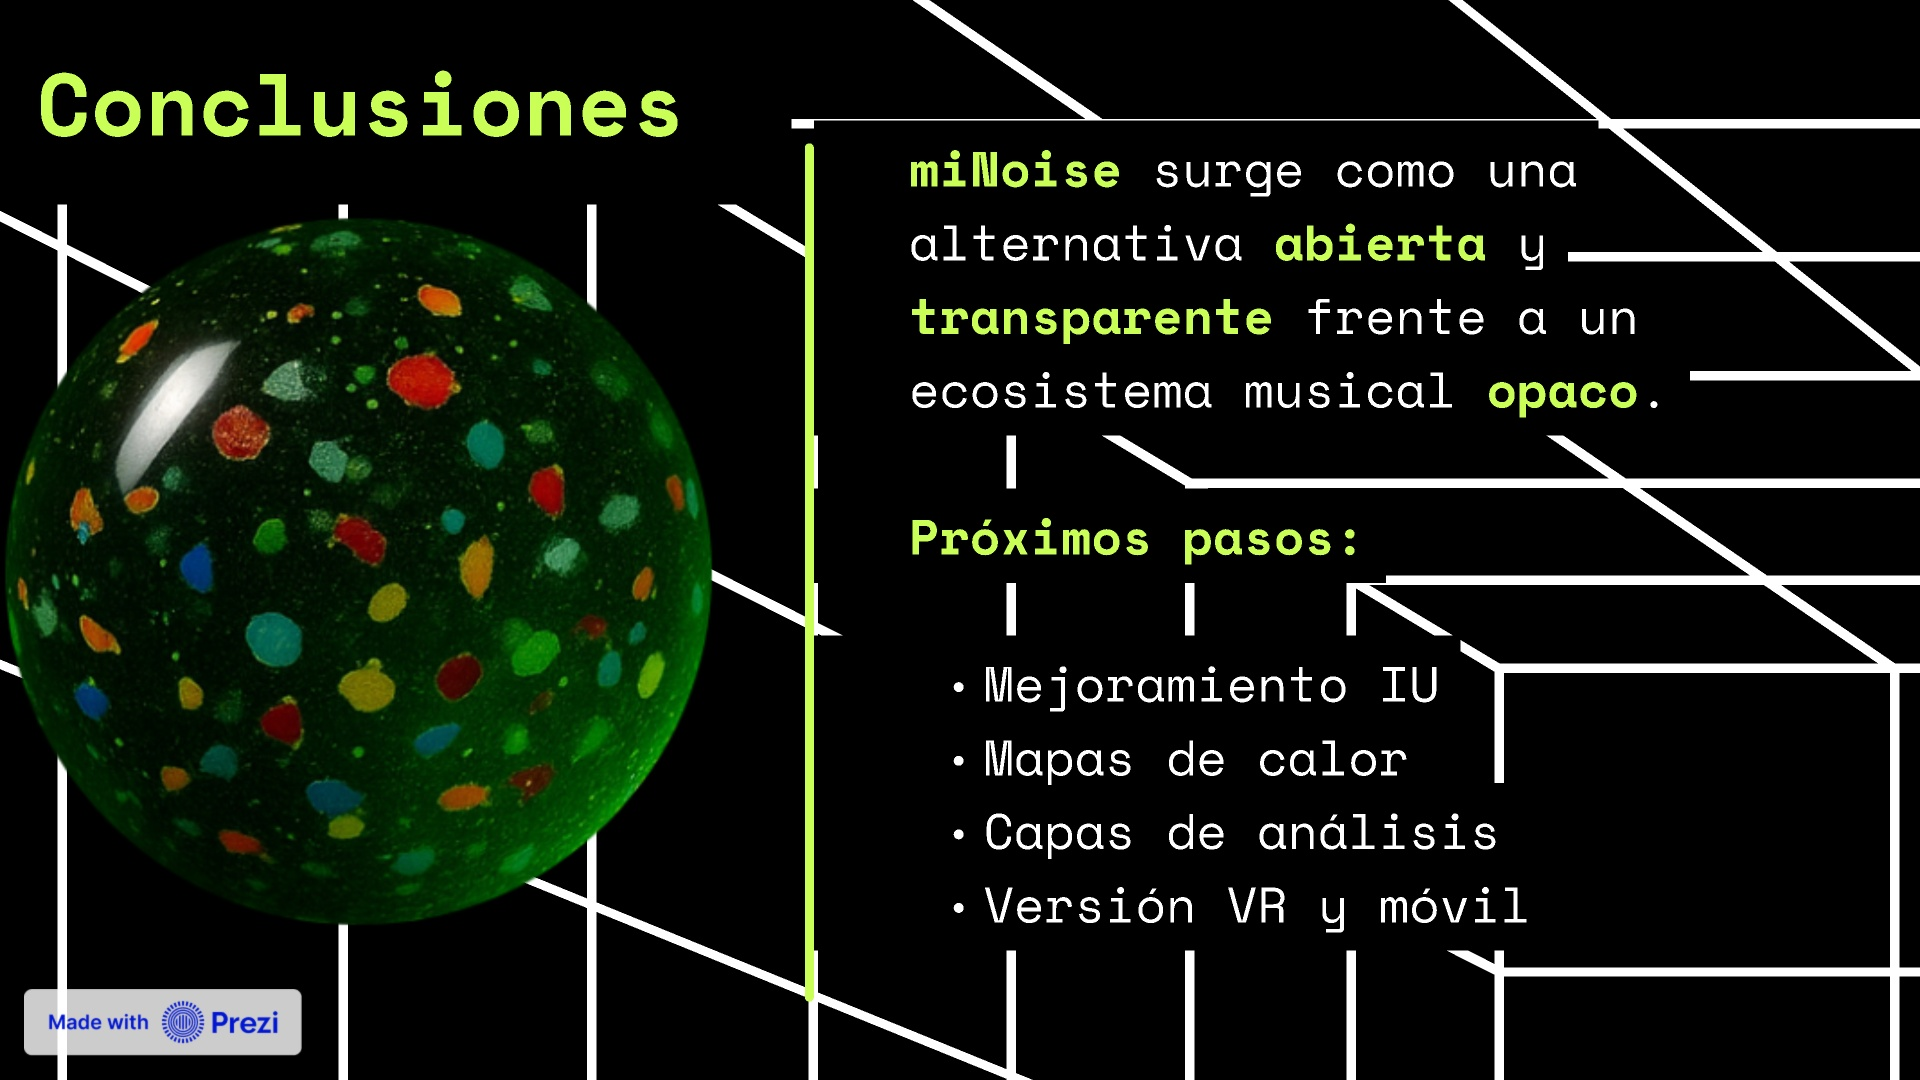 Conclusiones
miNoise surge como una
alternativa abierta y
transparente frente a un
ecosistema musical opaco.
Próximos pasos:
• Mejoramiento IU
• Mapas de calor
• Capas de análisis
• Versión VR y móvil
Made with Prezi